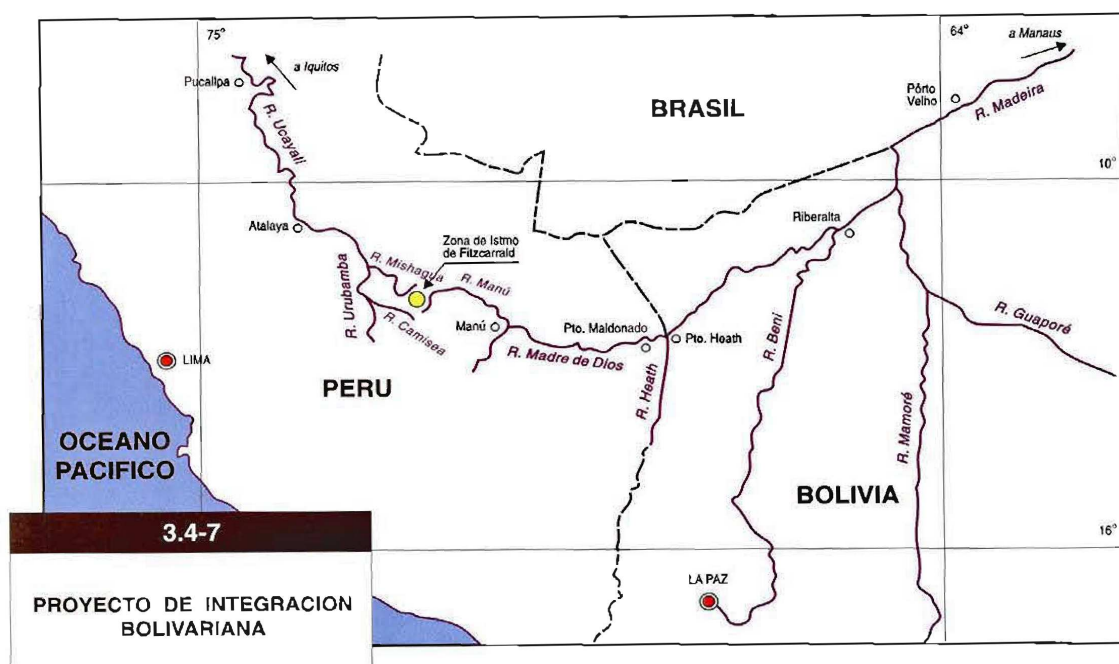 75°
64°
a Iquitos
a Manaus
Pucallpa
Pôrto
Velho
BRASIL
R. Madeira
R. Ucayali
10°
Atalaya
Riberalta
Zona de Istmo
de Fitzcarrald
R. Mishagua
R. Manú
R. Urubamba
R. Camisea
Manú
Pto. Maldonado
Pto. Heath
R. Beni
R. Guaporé
LIMA
R. Madre de Dios
R. Heath
PERU
R. Mamoré
OCEANO
PACIFICO
BOLIVIA
3.4-7
16°
LA PAZ
PROYECTO DE INTEGRACION
BOLIVARIANA